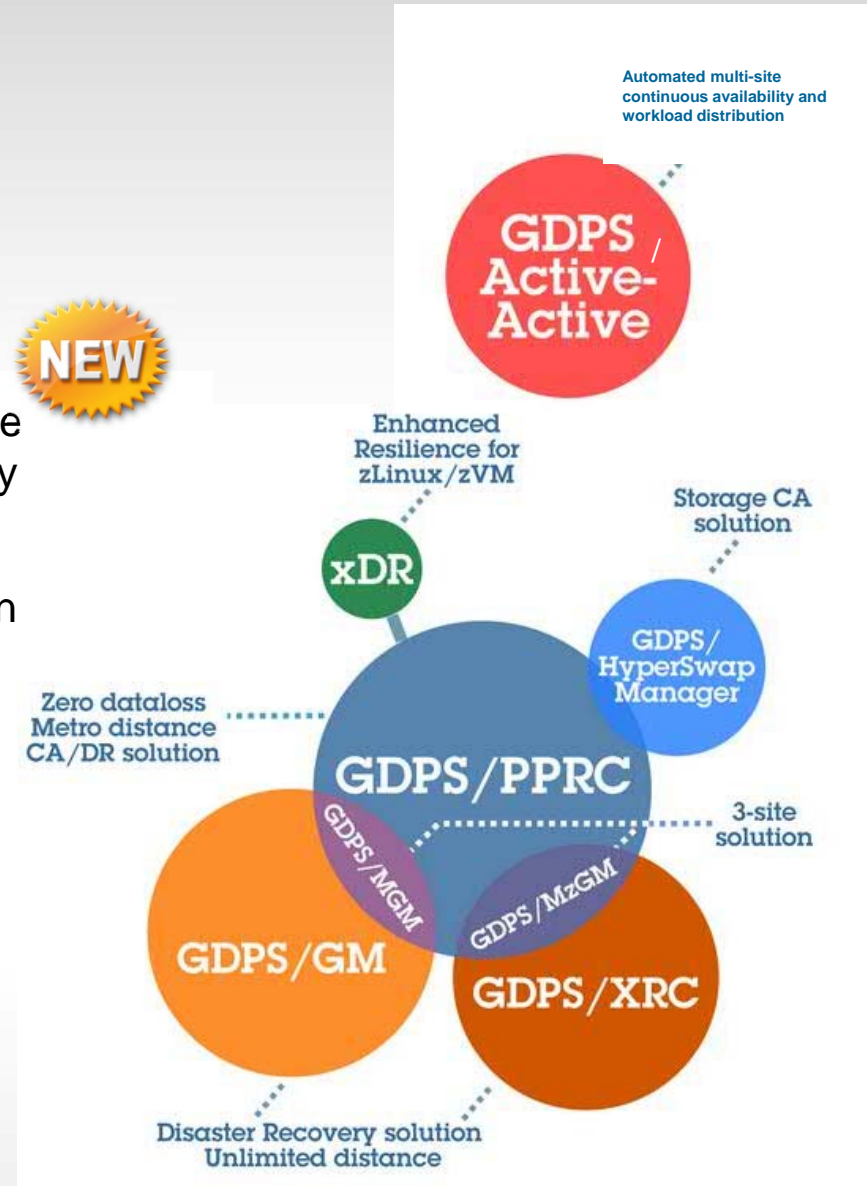 Automated multi-site
continuous availability and
workload distribution
GDPS /
Active-
Active
NEW
e
y
Enhanced
Resilience for
zLinux/zVM
Storage CA
solution
xDR
GDPS/
HyperSwap
Manager
Zero dataloss
Metro distance
CA/DR solution
GDPS/PPRC
3-site
solution
GDPS/MGM
GDPS/MzGM
GDPS/GM
GDPS/XRC
Disaster Recovery solution
Unlimited distance